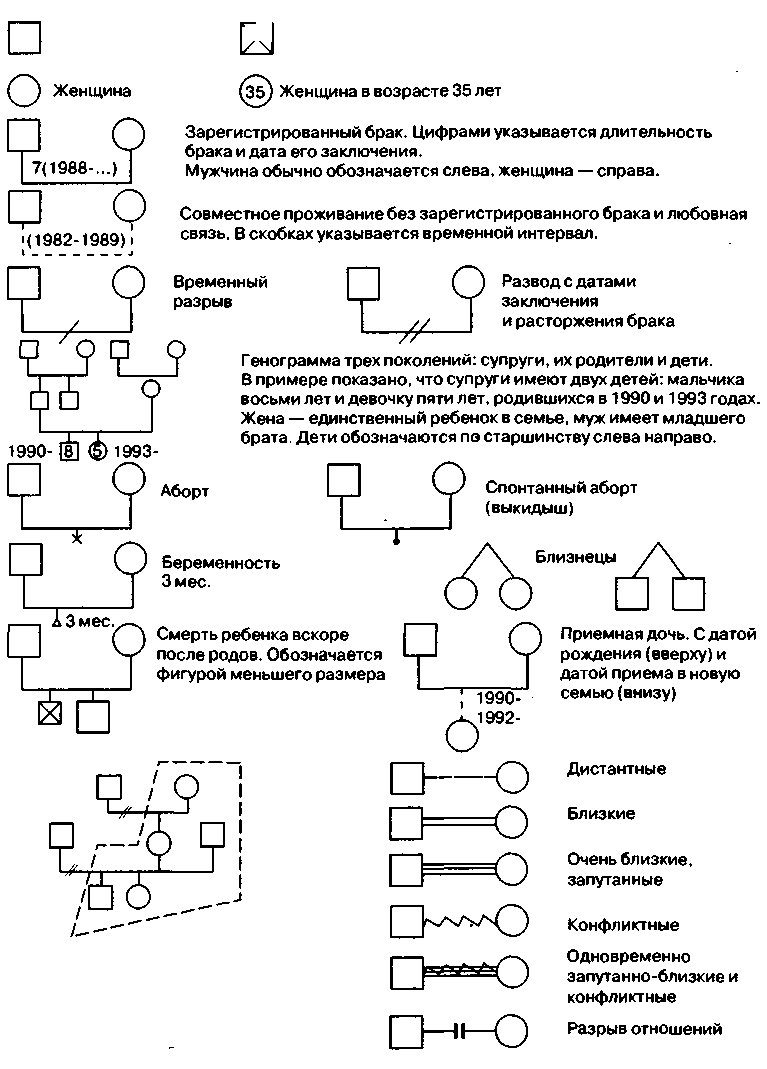 Женщина
35 Женщина в возрасте 35 лет
Зарегистрированный брак. Цифрами указывается длительность
брака и дата его заключения.
Мужчина обычно обозначается слева, женщина — справа.
7(1988-...)
Совместное проживание без зарегистрированного брака и любовная
связь. В скобках указывается временной интервал.
(1982-1989)
Временный
разрыв
Развод с датами
заключения
и расторжения брака
Генограмма трех поколений: супруги, их родители и дети.
В примере показано, что супруги имеют двух детей: мальчика
восьми лет и девочку пяти лет, родившихся в 1990 и 1993 годах.
Жена — единственный ребенок в семье, муж имеет младшего
брата. Дети обозначаются по старшинству слева направо.
1990- 8 5 1993-
Аборт
Спонтанный аборт
(выкидыш)
Беременность
3 мес.
3 мес.
Близнецы
Смерть ребенка вскоре
после родов. Обозначается
фигурой меньшего размера
Приемная дочь. С датой
рождения (вверху) и
датой приема в новую
семью (внизу)
1990-
1992-
Дистантные
Близкие
Очень близкие,
запутанные
Конфликтные
Одновременно
запутанно-близкие и
конфликтные
Разрыв отношений